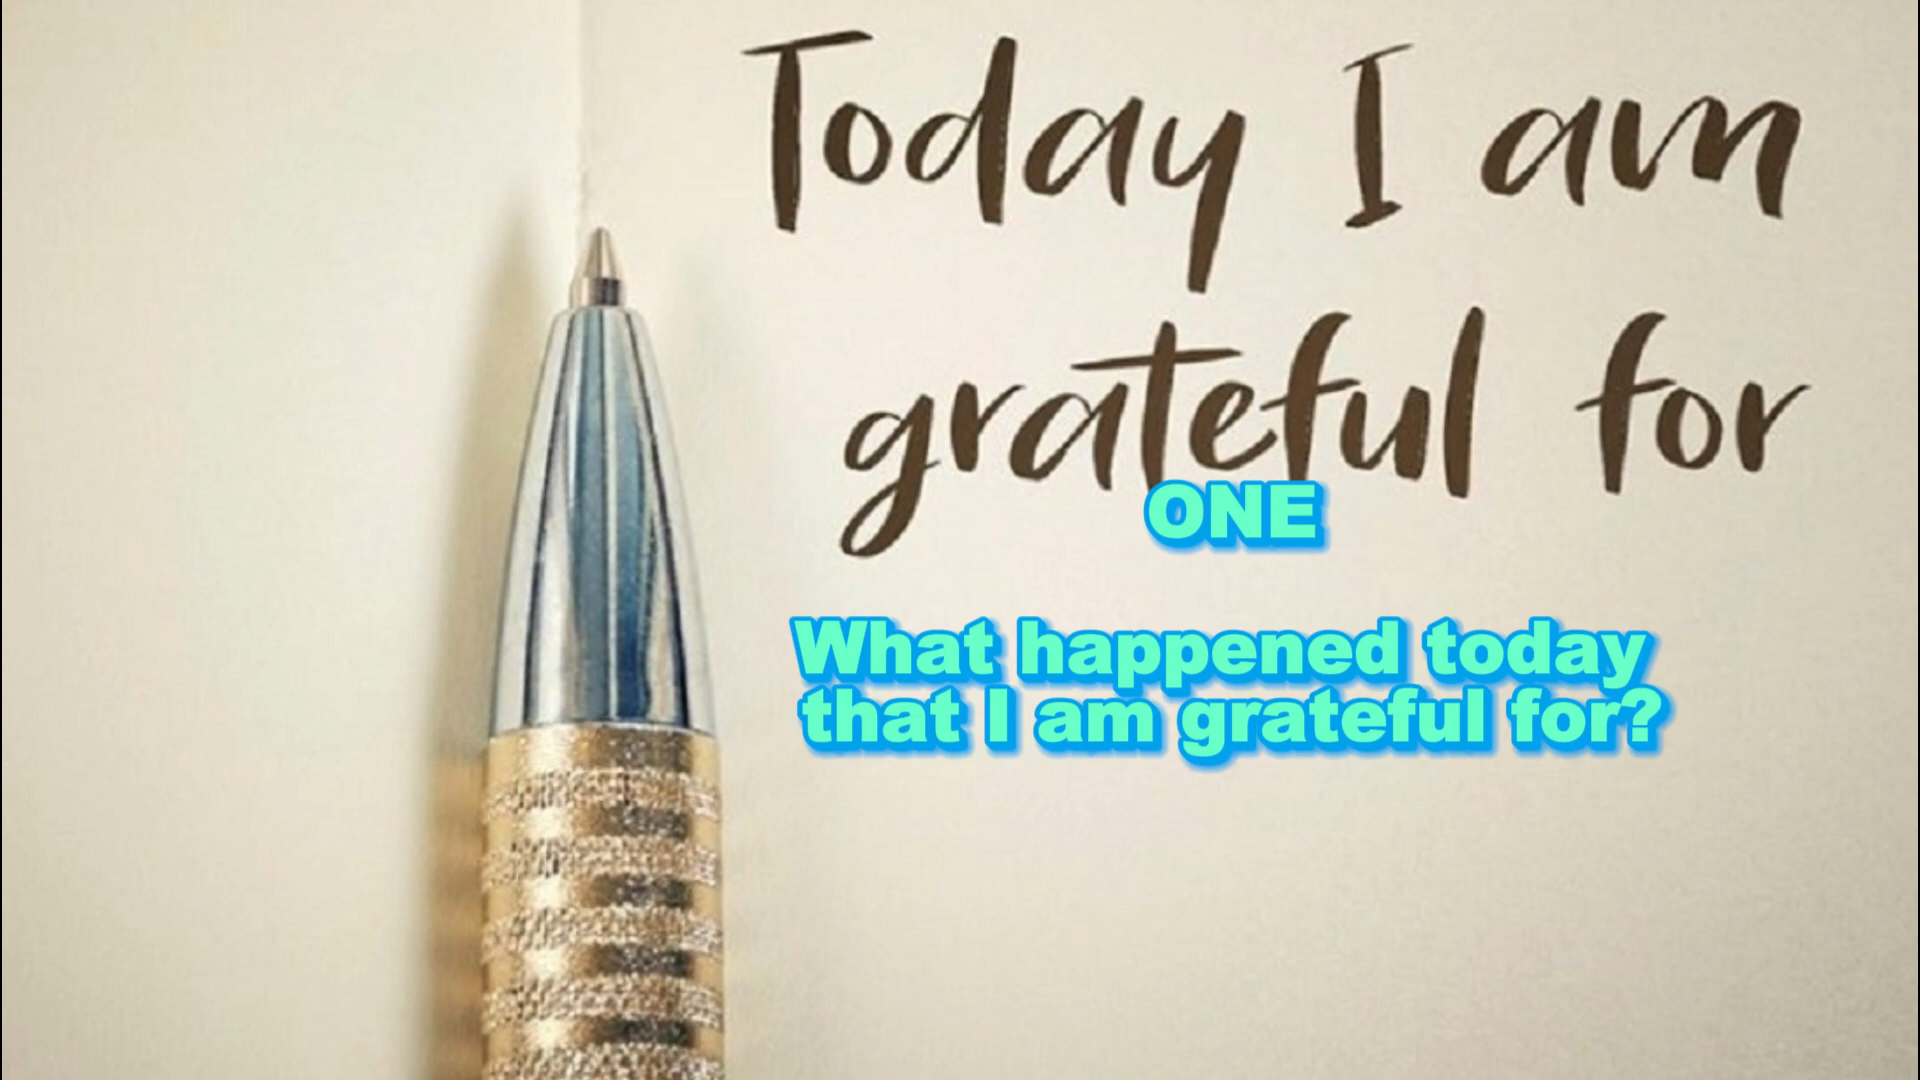 Today I am
grateful for
ONE
What happened today
that I am grateful for?